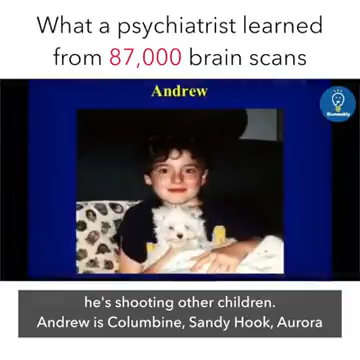 What a psychiatrist learned
from 87,000 brain scans
Andrew
Illumeably
he's shooting other children.
Andrew is Columbine, Sandy Hook, Aurora